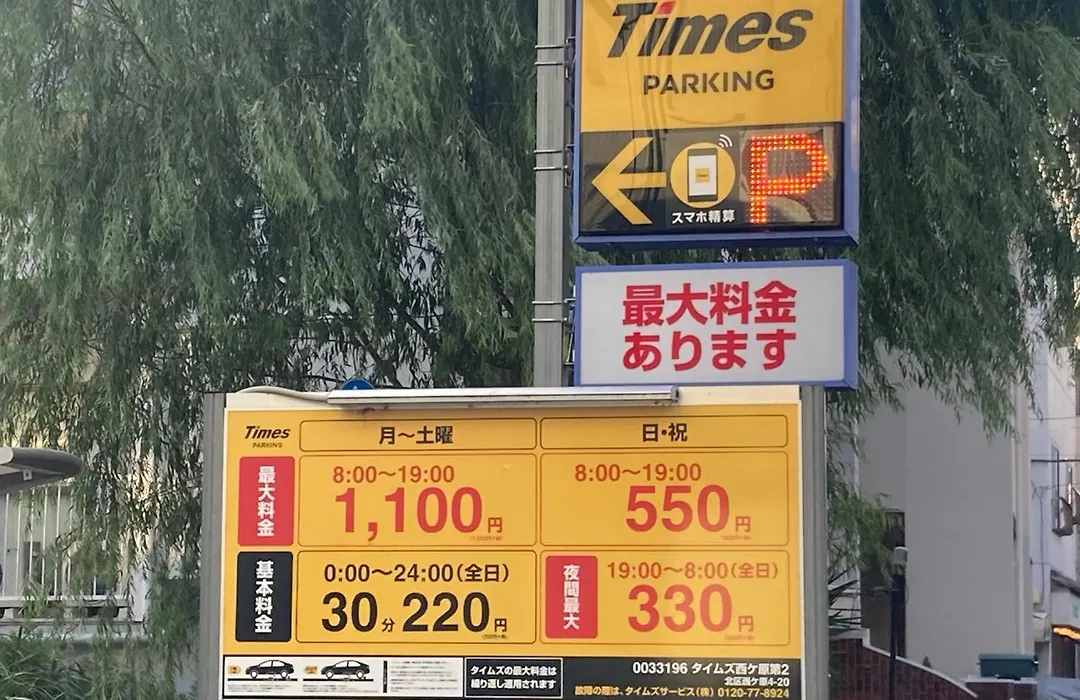 Times
PARKING
スマホ精算
P
最大料金
あります
Times
PARKING
月〜土曜
日・祝
最大料金
8:00〜19:00
1,100円
8:00〜19:00
550円
基本料金
0:00〜24:00(全日)
30分220円
夜間最大
19:00〜8:00(全日)
330円
タイムズの最大料金は
繰り返し適用されます
0033196 タイムズ西ケ原第2
北区西ケ原4-20
故障の際は、タイムズサービス(株) 0120-77-8924